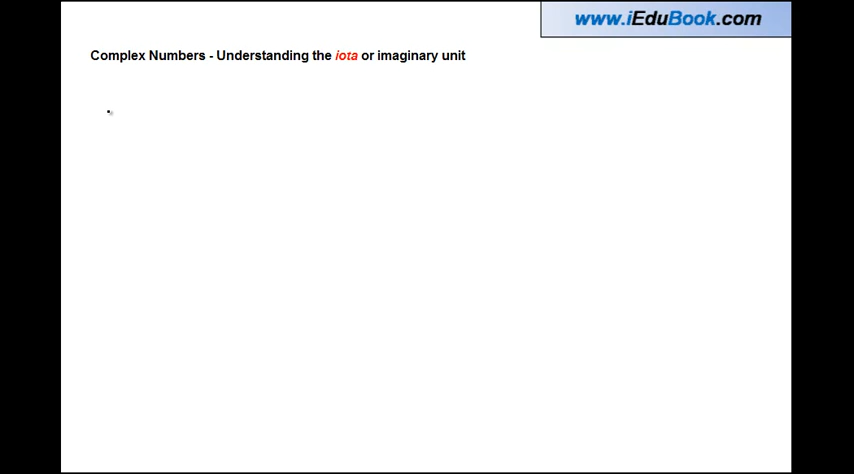 www.iEduBook.com
Complex Numbers - Understanding the iota or imaginary unit